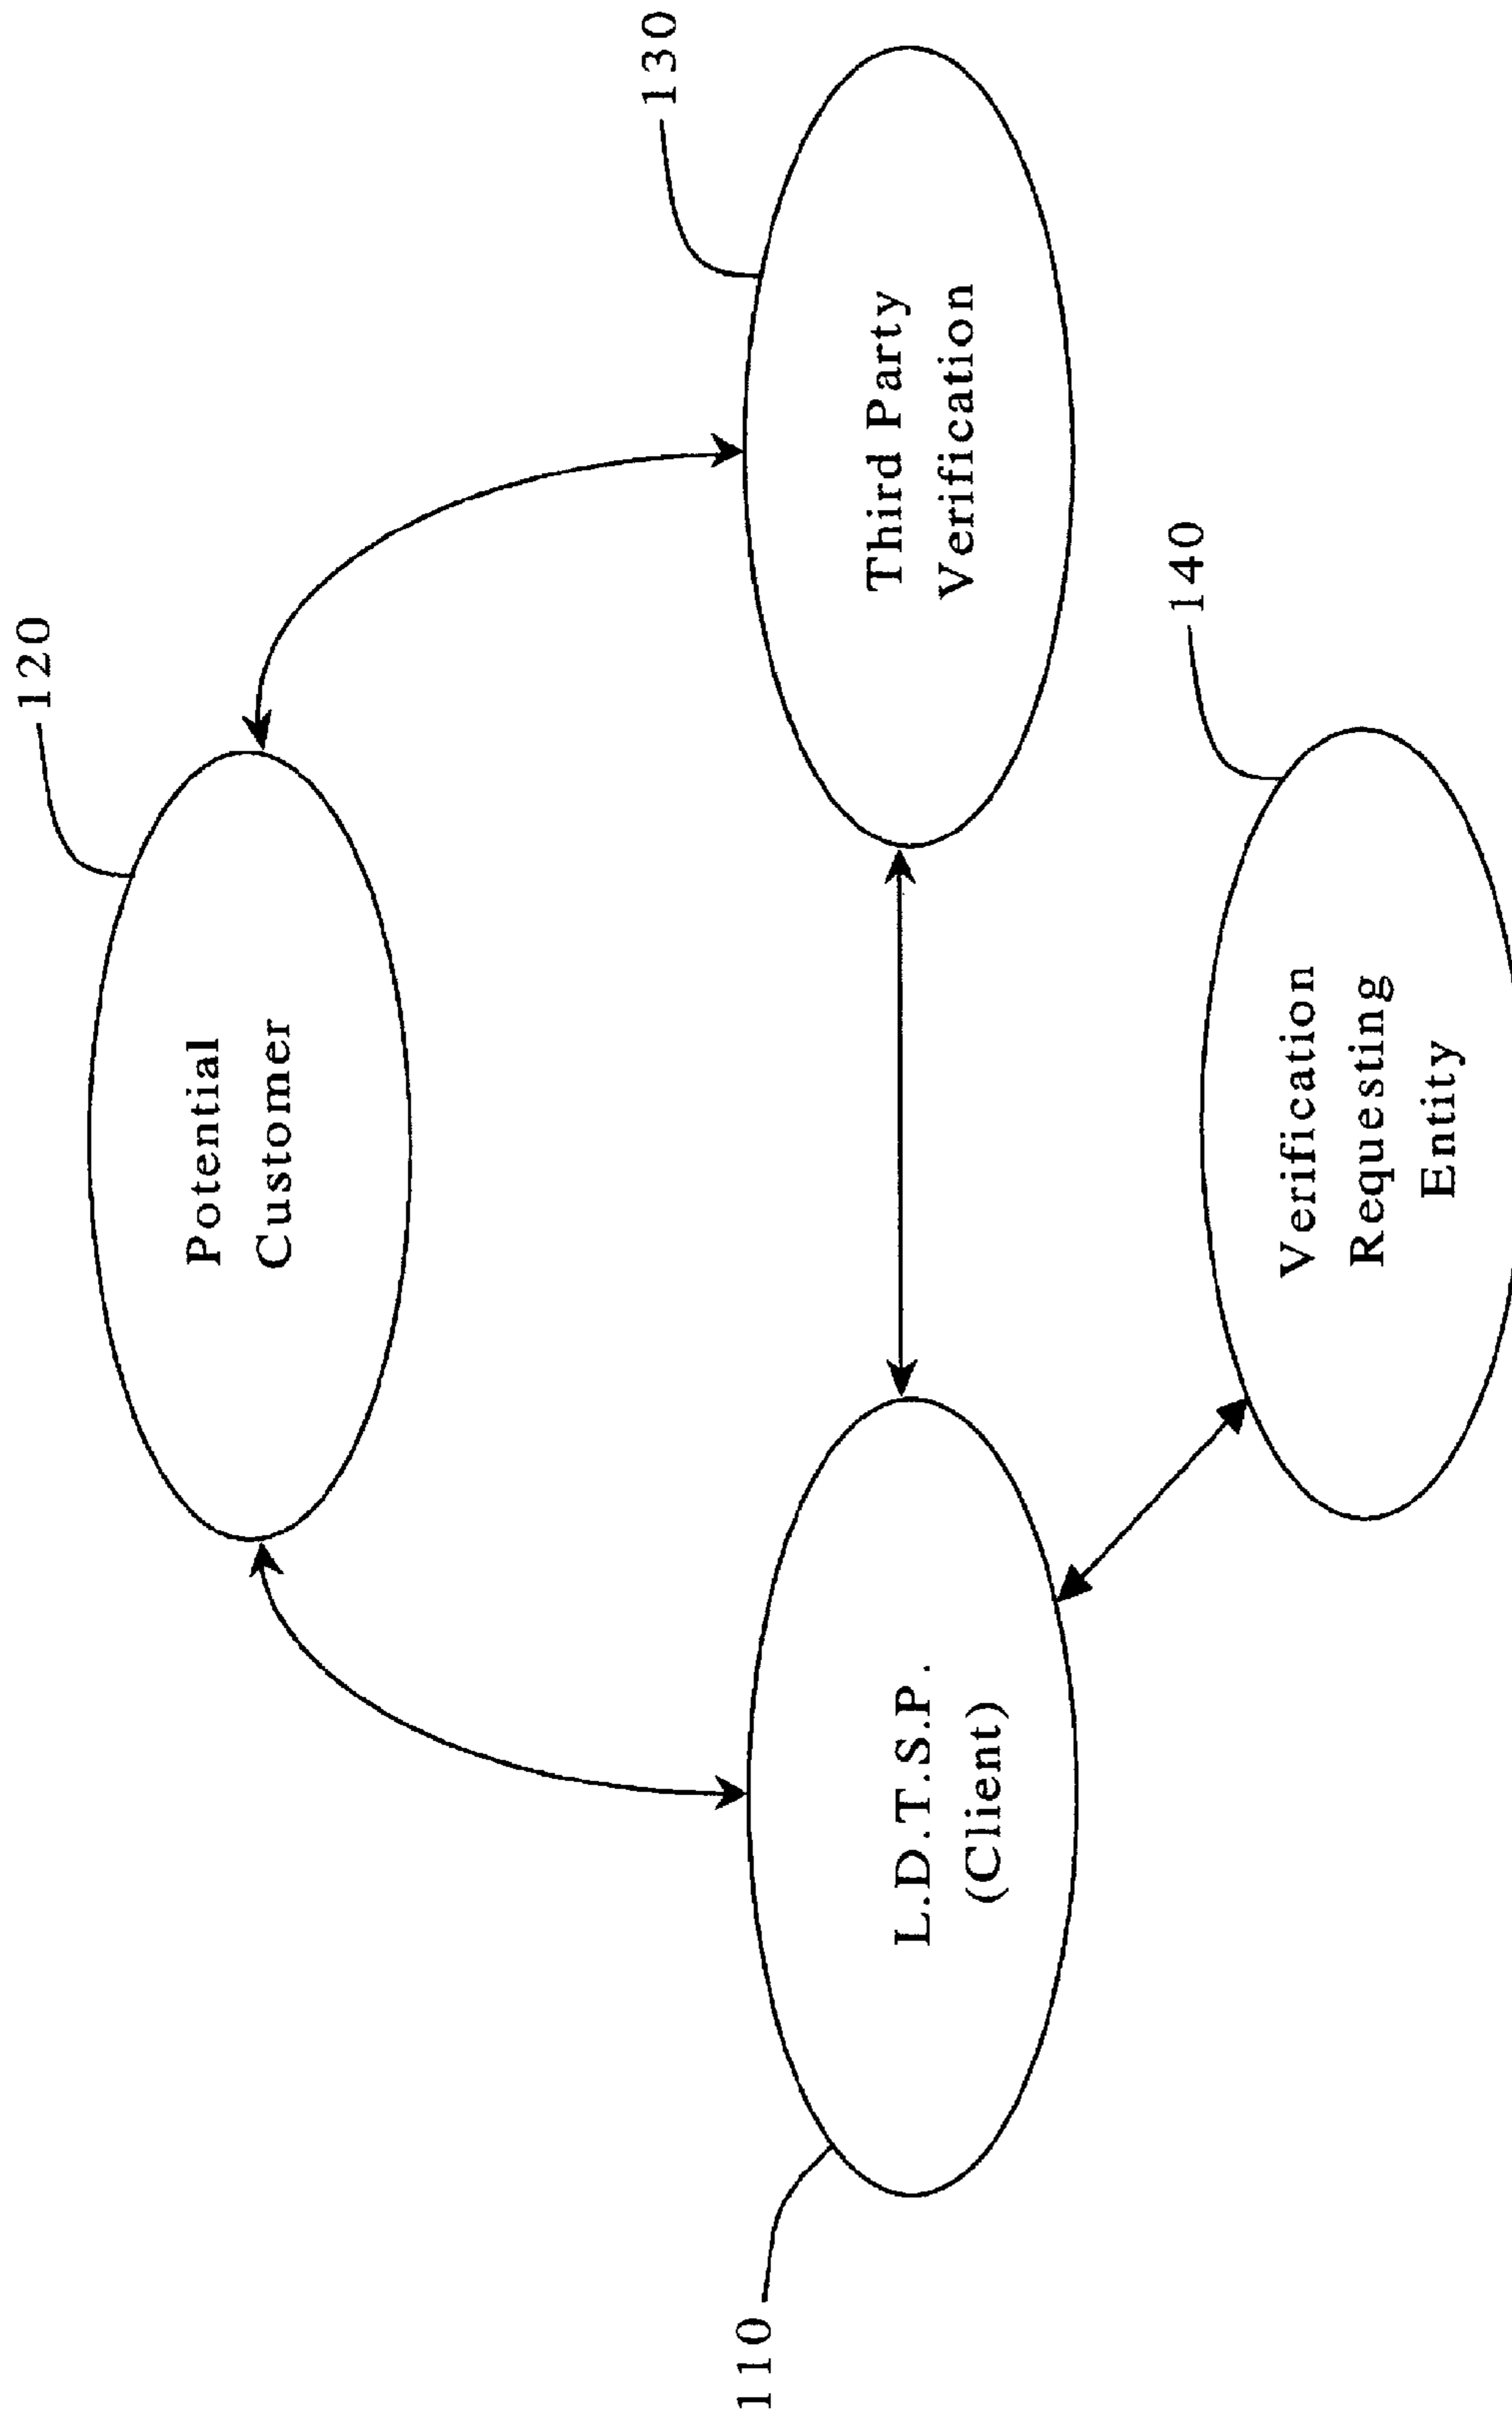 120
Potential
Customer
130
110
L.D.T.S.P.
(Client)
Third Party
Verification
140
Verification
Requesting
Entity